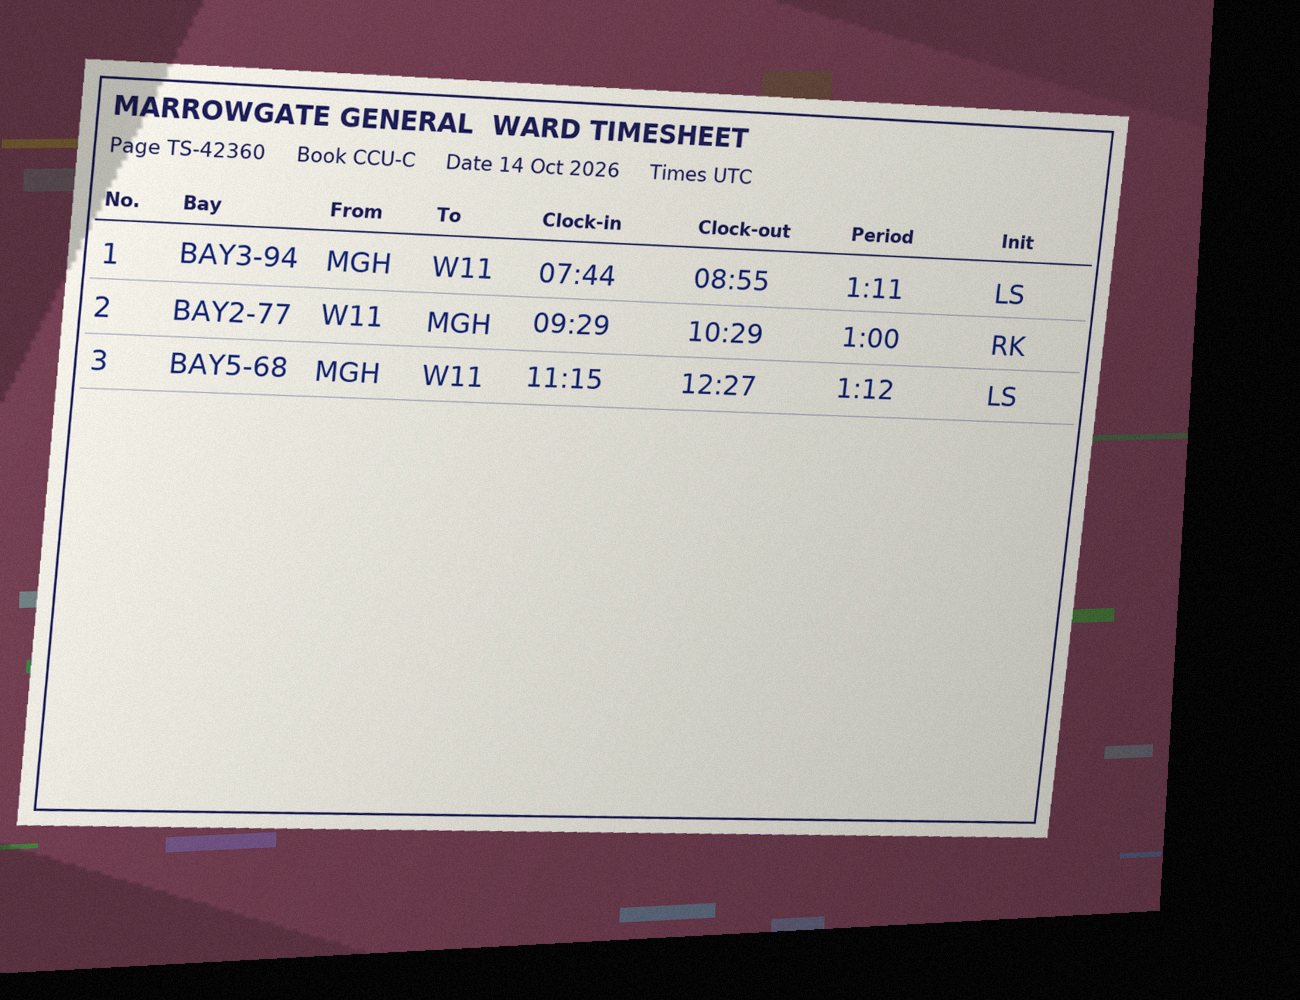 MARROWGATE GENERAL WARD TIMESHEET
Page TS-42360 Book CCU-C Date 14 Oct 2026 Times UTC
No. Bay From To Clock-in Clock-out Period Init
1 BAY3-94 MGH W11 07:44 08:55 1:11 LS
2 BAY2-77 W11 MGH 09:29 10:29 1:00 RK
3 BAY5-68 MGH W11 11:15 12:27 1:12 LS